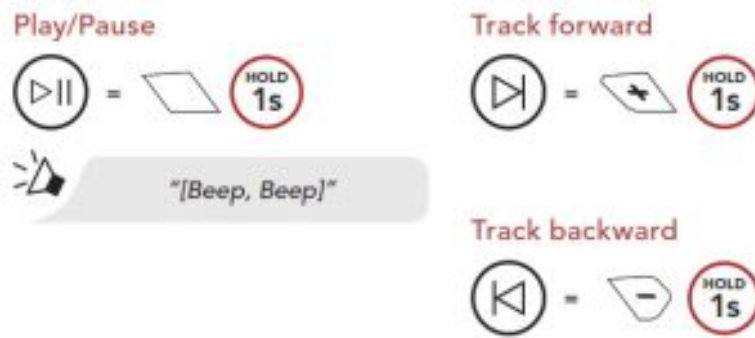 Play/Pause
= HOLD 1s
"[Beep, Beep]"
Track forward
= + HOLD 1s
Track backward
= – HOLD 1s